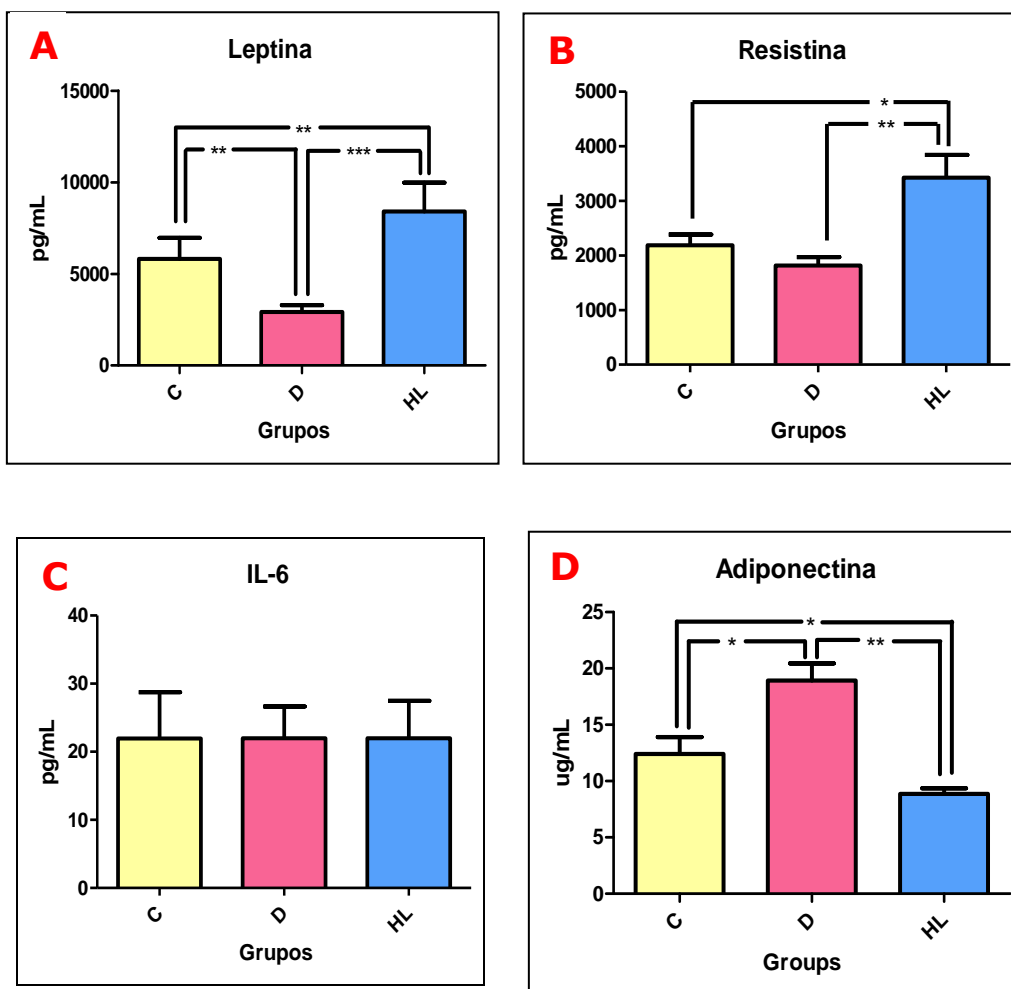 A
Leptina
15000
10000
5000
0
pg/mL
**
**
***
C
D
HL
Grupos
B
Resistina
5000
4000
3000
2000
1000
0
pg/mL
*
**
C
D
HL
Grupos
C
IL-6
40
30
20
10
0
pg/mL
C
D
HL
Grupos
D
Adiponectina
25
20
15
10
5
0
ug/mL
*
*
**
C
D
HL
Groups